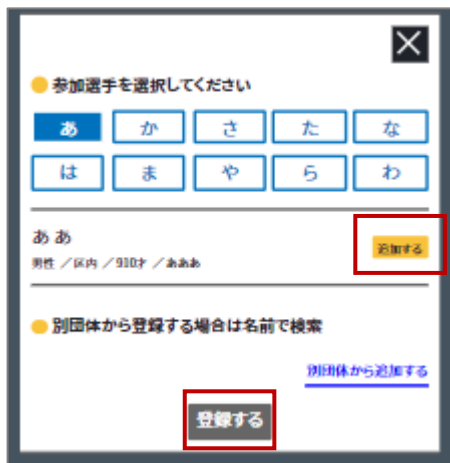 参加選手を選択してください
あ か さ た な
は ま や ら わ
ああ
男性 ／区内 ／910才 ／あああ
追加する
別団体から登録する場合は名前で検索
別団体から追加する
登録する